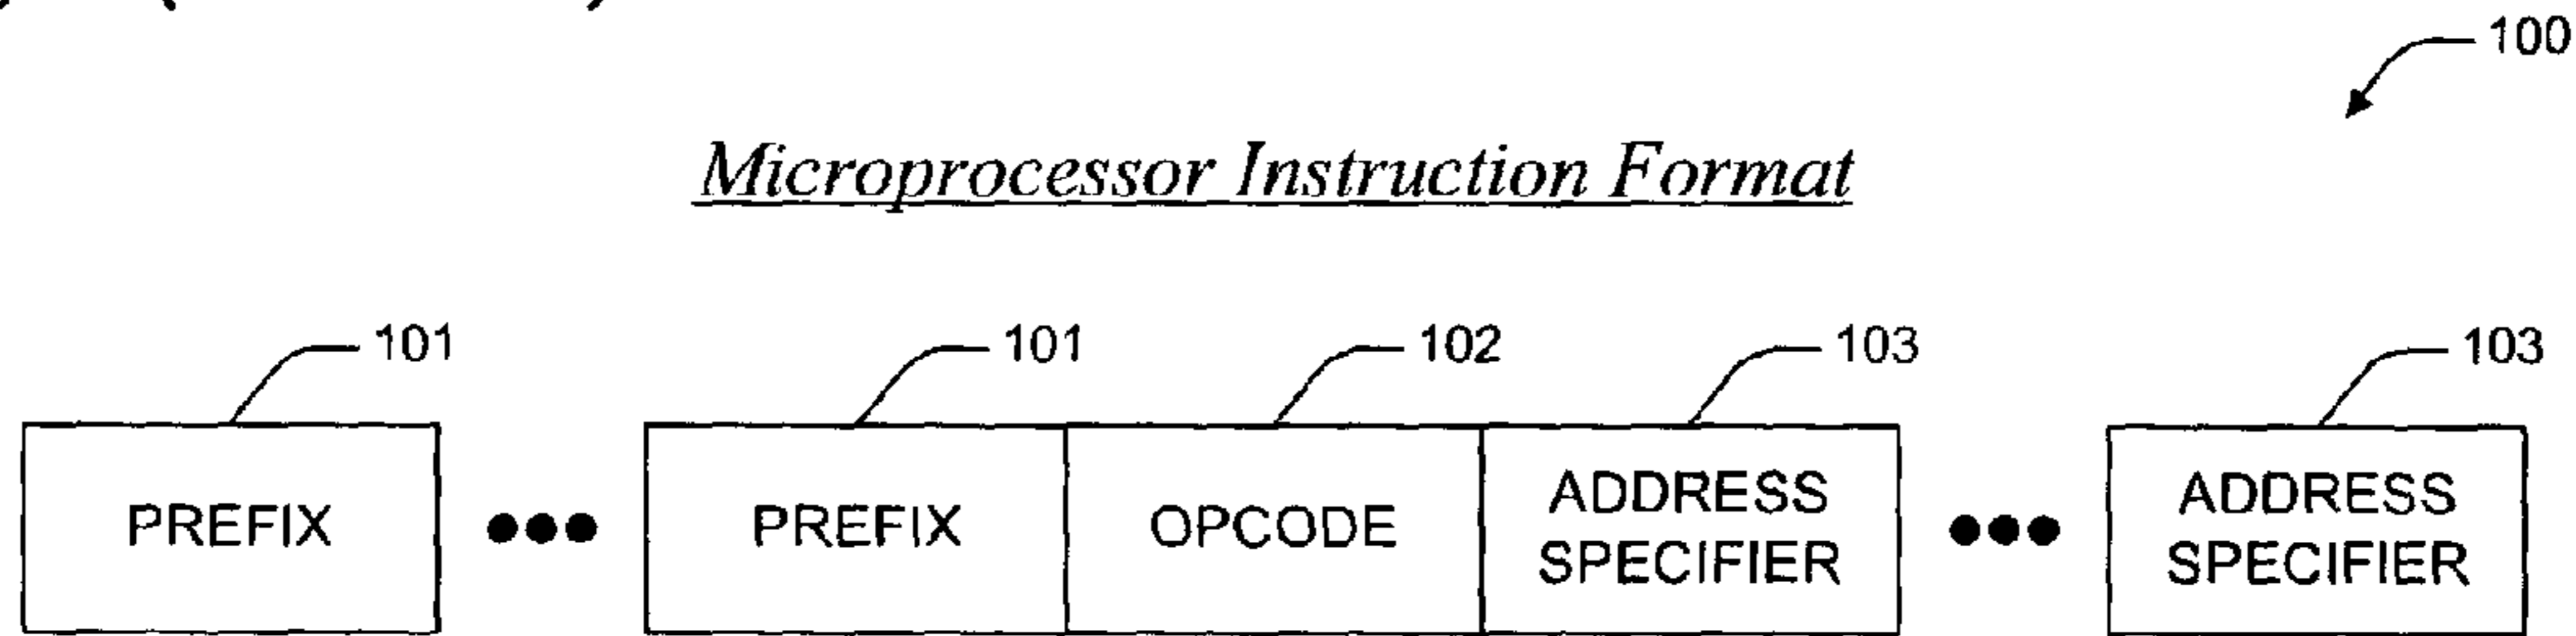 100
Microprocessor Instruction Format
101 101 102 103 103
PREFIX ●●● PREFIX OPCODE ADDRESS SPECIFIER ●●● ADDRESS SPECIFIER